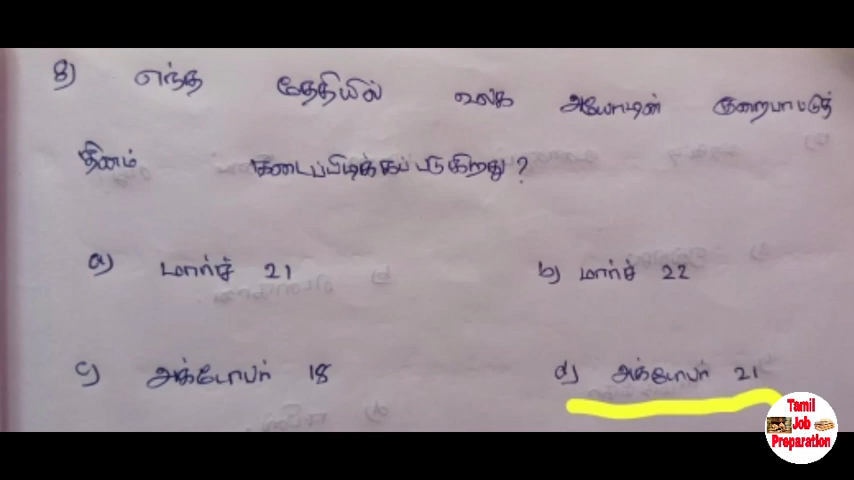 8) எந்த தேதியில் உலக அயோடின் குறைபாட்டுத்
தினம் கடைப்பிடிக்கப்படுகிறது?
a) மார்ச் 21 b) மார்ச் 22
c) அக்டோபர் 18 d) அக்டோபர் 21
Tamil
Job
Preparation